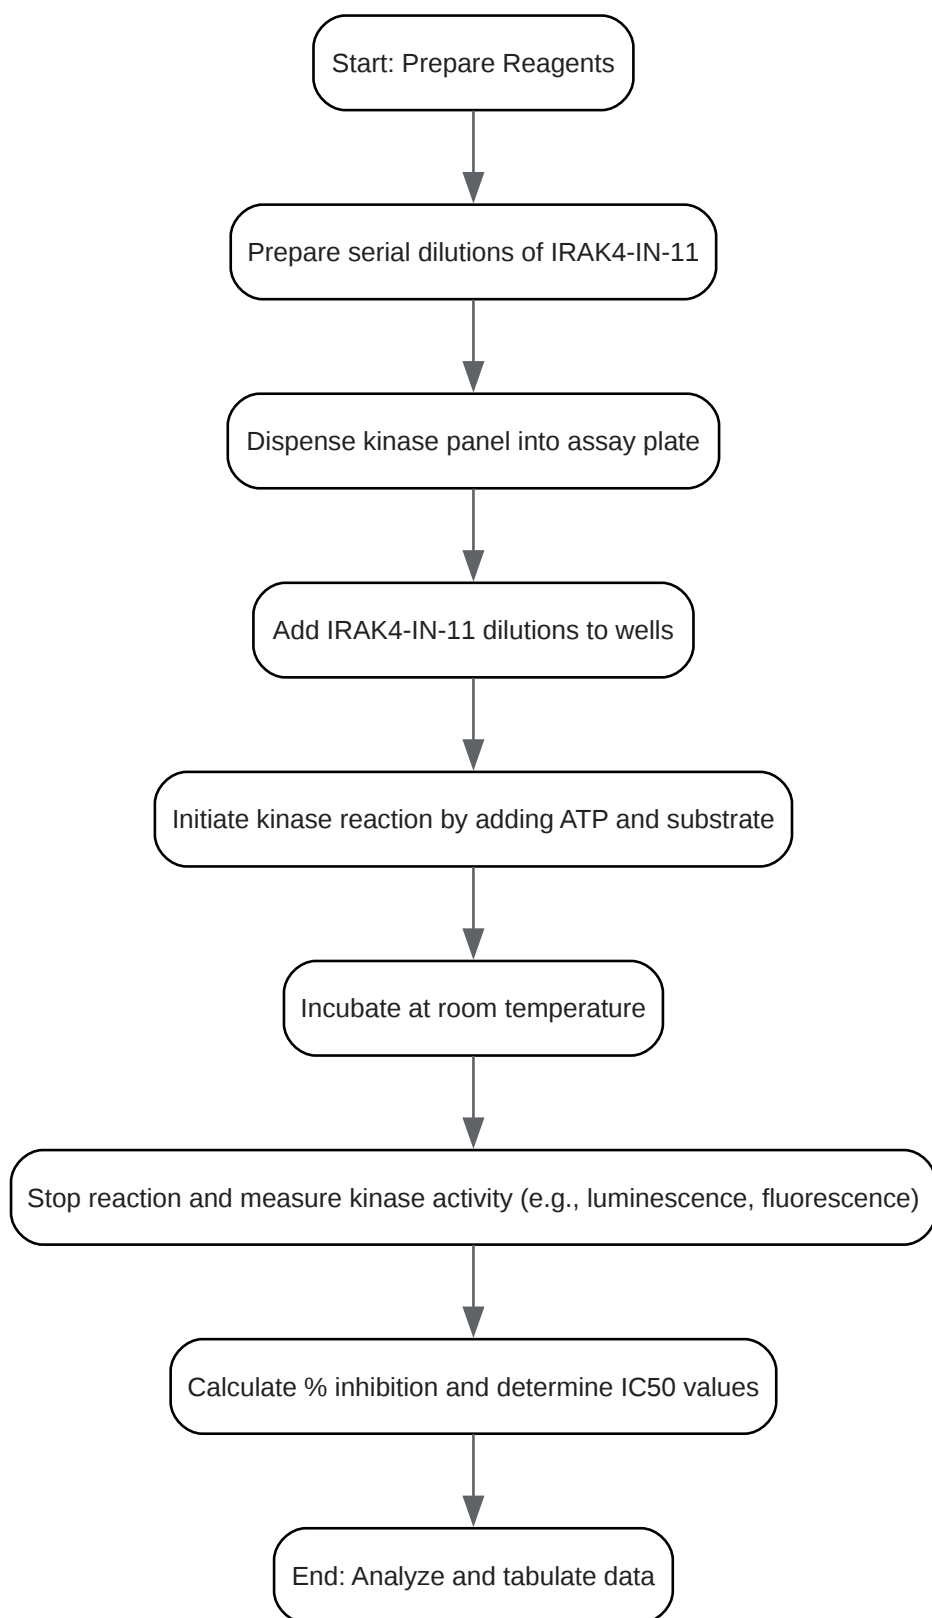 Start: Prepare Reagents
Prepare serial dilutions of IRAK4-IN-11
Dispense kinase panel into assay plate
Add IRAK4-IN-11 dilutions to wells
Initiate kinase reaction by adding ATP and substrate
Incubate at room temperature
Stop reaction and measure kinase activity (e.g., luminescence, fluorescence)
Calculate % inhibition and determine IC50 values
End: Analyze and tabulate data